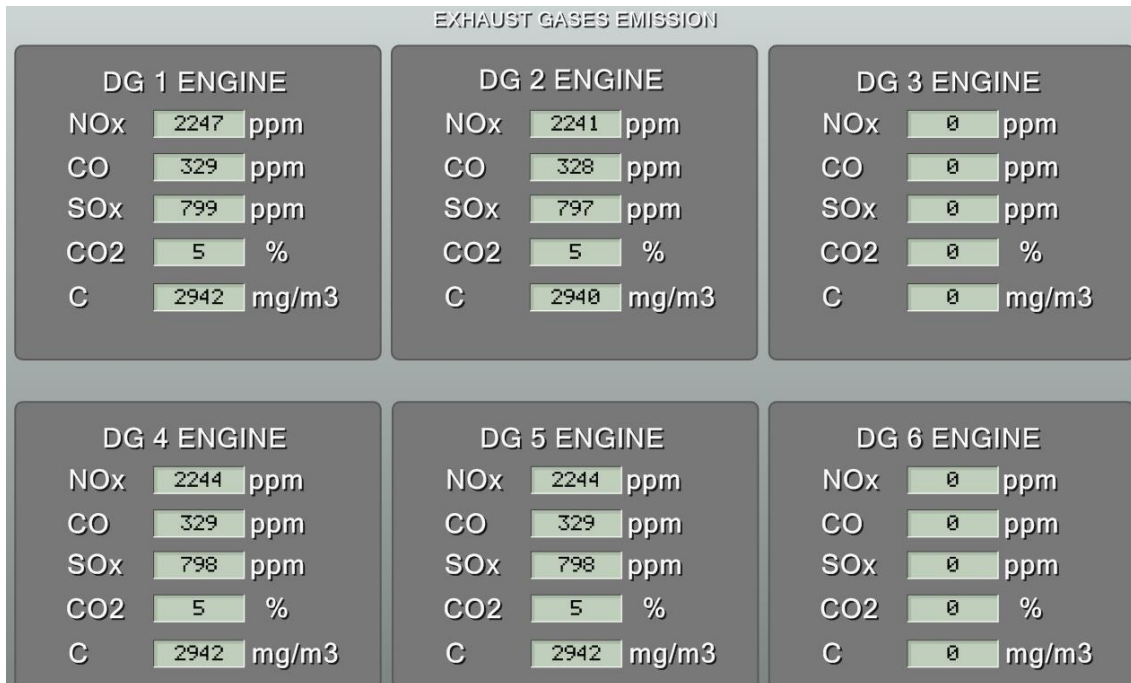 EXHAUST GASES EMISSION
DG 1 ENGINE
NOx 2247 ppm
CO 329 ppm
SOx 799 ppm
CO2 5 %
C 2942 mg/m3
DG 2 ENGINE
NOx 2241 ppm
CO 328 ppm
SOx 797 ppm
CO2 5 %
C 2940 mg/m3
DG 3 ENGINE
NOx 0 ppm
CO 0 ppm
SOx 0 ppm
CO2 0 %
C 0 mg/m3
DG 4 ENGINE
NOx 2244 ppm
CO 329 ppm
SOx 798 ppm
CO2 5 %
C 2942 mg/m3
DG 5 ENGINE
NOx 2244 ppm
CO 329 ppm
SOx 798 ppm
CO2 5 %
C 2942 mg/m3
DG 6 ENGINE
NOx 0 ppm
CO 0 ppm
SOx 0 ppm
CO2 0 %
C 0 mg/m3